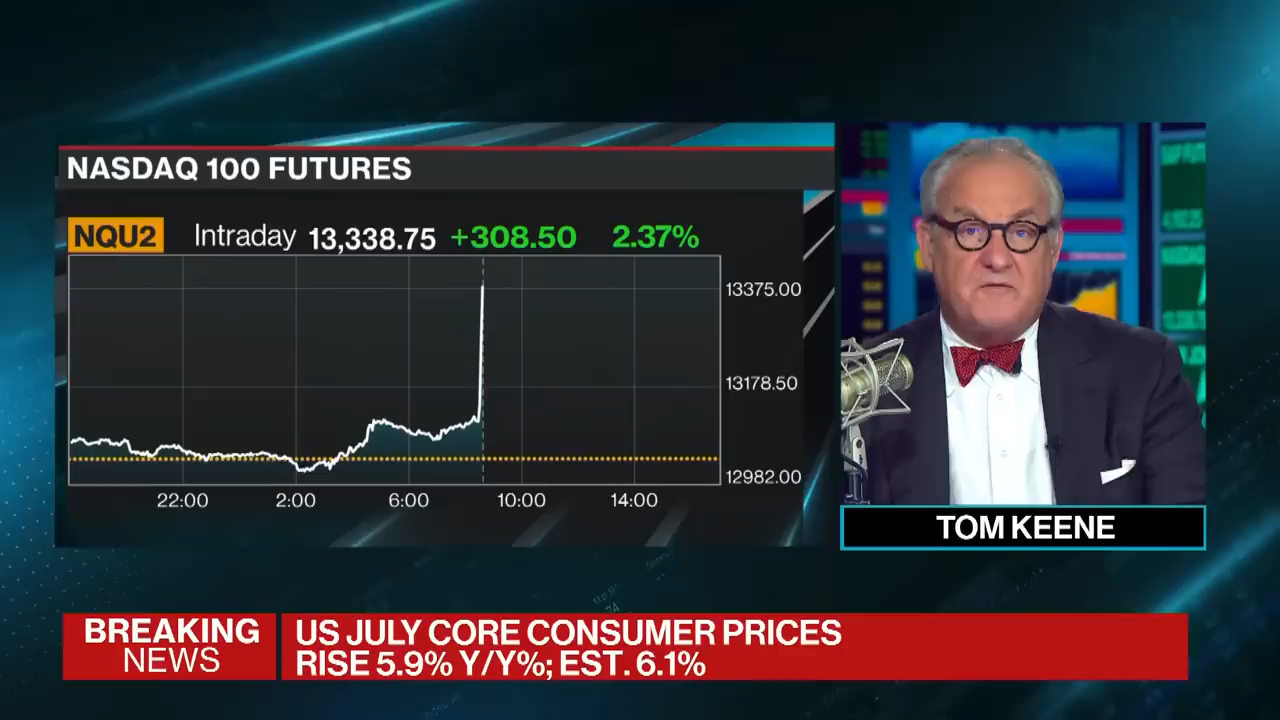 NASDAQ 100 FUTURES
NQU2 Intraday 13,338.75 +308.50 2.37%
13375.00
13178.50
12982.00
22:00 2:00 6:00 10:00 14:00
TOM KEENE
BREAKING
NEWS
US JULY CORE CONSUMER PRICES
RISE 5.9% Y/Y%; EST. 6.1%